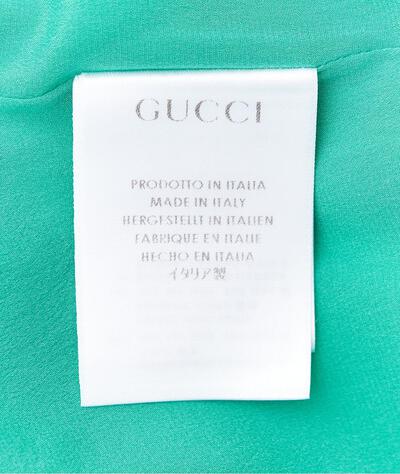 GUCCI
PRODOTTO IN ITALIA
MADE IN ITALY
HERGESTELLT IN ITALIEN
FABRIQUE EN ITALIE
HECHO EN ITALIA
イタリア製